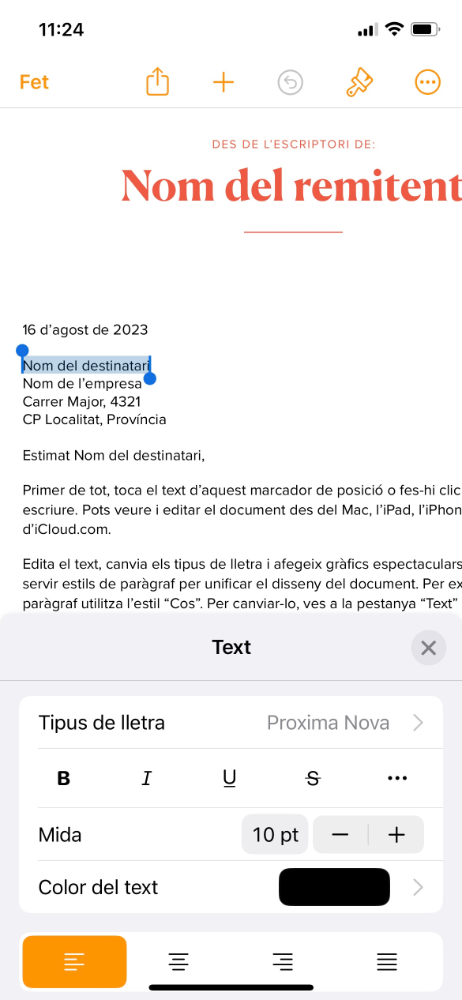 11:24
Fet
DES DE L'ESCRIPTORI DE:
Nom del remitent
16 d'agost de 2023
Nom del destinatari
Nom de l'empresa
Carrer Major, 4321
CP Localitat, Província
Estimat Nom del destinatari,
Primer de tot, toca el text d'aquest marcador de posició o fes-hi clic
escriure. Pots veure i editar el document des del Mac, l'iPad, l'iPhon
d'iCloud.com.
Edita el text, canvia els tipus de lletra i afegeix gràfics espectaculars
servir estils de paràgraf per unificar el disseny del document. Per ex
paràgraf utilitza l'estil “Cos”. Per canviar-lo, ves a la pestanya “Text”
Text
Tipus de lletra Proxima Nova
B I U S
Mida 10 pt
Color del text